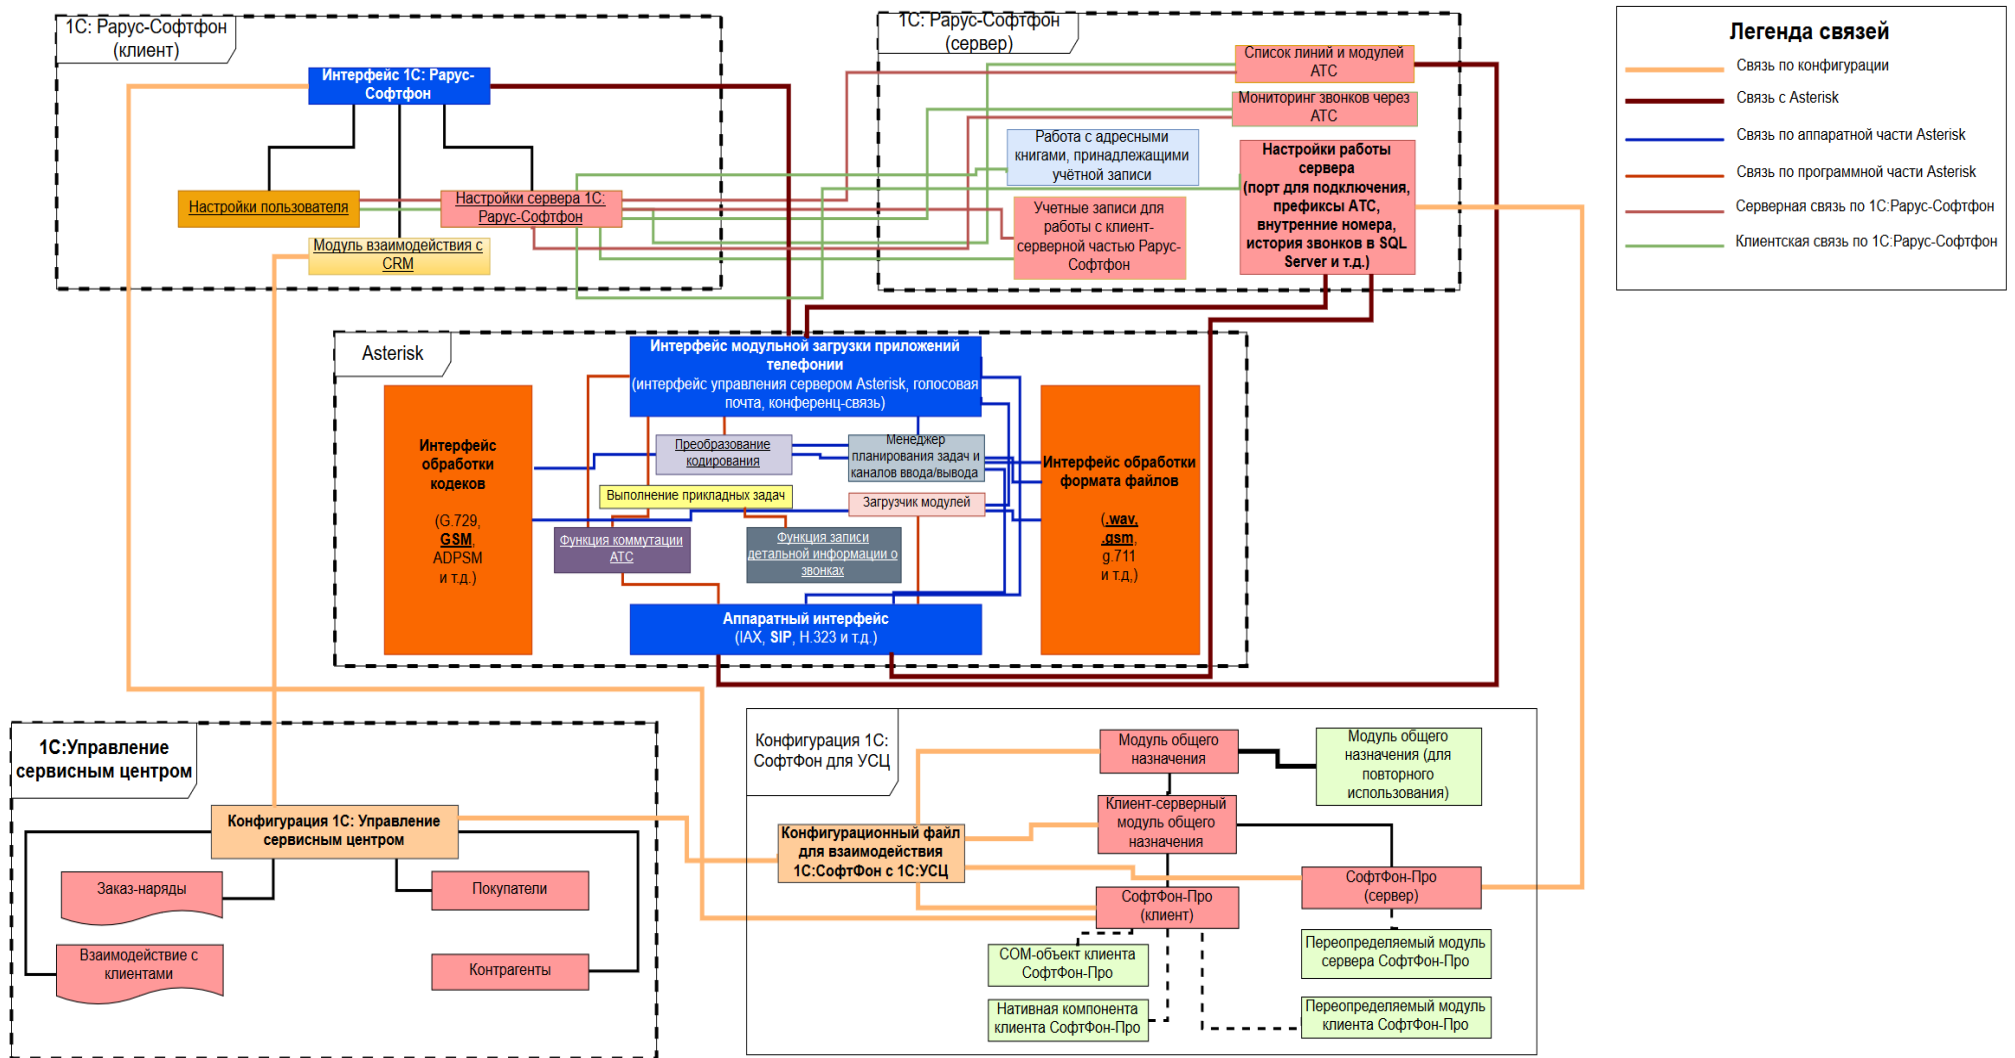 1С: Рарус-Софтфон
(клиент)
Интерфейс 1С: Рарус-
Софтфон
Настройки пользователя
Настройки сервера 1С:
Рарус-Софтфон
Модуль взаимодействия с
CRM
1С: Рарус-Софтфон
(сервер)
Список линий и модулей
АТС
Мониторинг звонков через
АТС
Работа с адресными
книгами, принадлежащими
учётной записи
Учетные записи для
работы с клиент-
серверной частью Рарус-
Софтфон
Настройки работы
сервера
(порт для подключения,
префиксы АТС,
внутренние номера,
история звонков в SQL
Server и т.д.)
Легенда связей
Связь по конфигурации
Связь с Asterisk
Связь по аппаратной части Asterisk
Связь по программной части Asterisk
Серверная связь по 1С:Рарус-Софтфон
Клиентская связь по 1С:Рарус-Софтфон
Asterisk
Интерфейс модульной загрузки приложений
телефонии
(интерфейс управления сервером Asterisk, голосовая
почта, конференц-связь)
Интерфейс
обработки
кодеков
(G.729,
GSM,
ADPSM
и т.д.)
Преобразование
кодирования
Менеджер
планирования задач и
каналов ввода/вывода
Выполнение прикладных задач
Загрузчик модулей
Функция коммутации
АТС
Функция записи
детальной информации о
звонках
Интерфейс обработки
формата файлов
(.wav,
.gsm,
g.711
и т.д,)
Аппаратный интерфейс
(IAX, SIP, H.323 и т.д.)
1С:Управление
сервисным центром
Конфигурация 1С: Управление
сервисным центром
Заказ-наряды
Покупатели
Взаимодействие с
клиентами
Контрагенты
Конфигурация 1С:
СофтФон для УСЦ
Конфигурационный файл
для взаимодействия
1С:СофтФон с 1С:УСЦ
Модуль общего
назначения
Модуль общего
назначения (для
повторного
использования)
Клиент-серверный
модуль общего
назначения
СофтФон-Про
(клиент)
СофтФон-Про
(сервер)
COM-объект клиента
СофтФон-Про
Переопределяемый модуль
сервера СофтФон-Про
Нативная компонента
клиента СофтФон-Про
Переопределяемый модуль
клиента СофтФон-Про